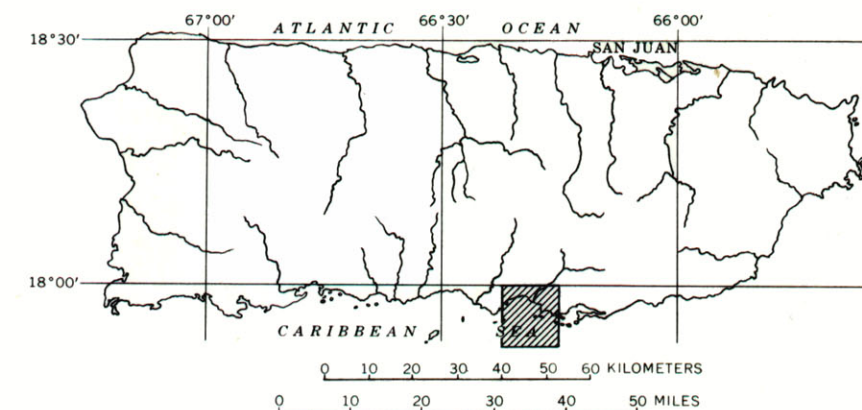 67°00' 66°30' 66°00'
ATLANTIC OCEAN
18°30'
SAN JUAN
18°00'
CARIBBEAN SEA
0 10 20 30 40 50 60 KILOMETERS
0 10 20 30 40 50 MILES